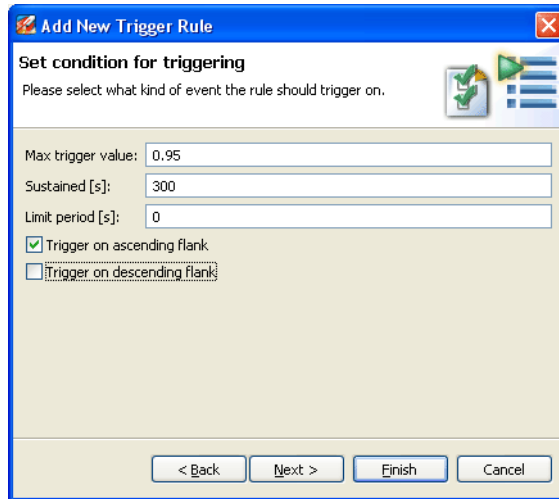 Add New Trigger Rule
Set condition for triggering
Please select what kind of event the rule should trigger on.
Max trigger value: 0.95
Sustained [s]: 300
Limit period [s]: 0
Trigger on ascending flank
Trigger on descending flank
< Back Next > Finish Cancel